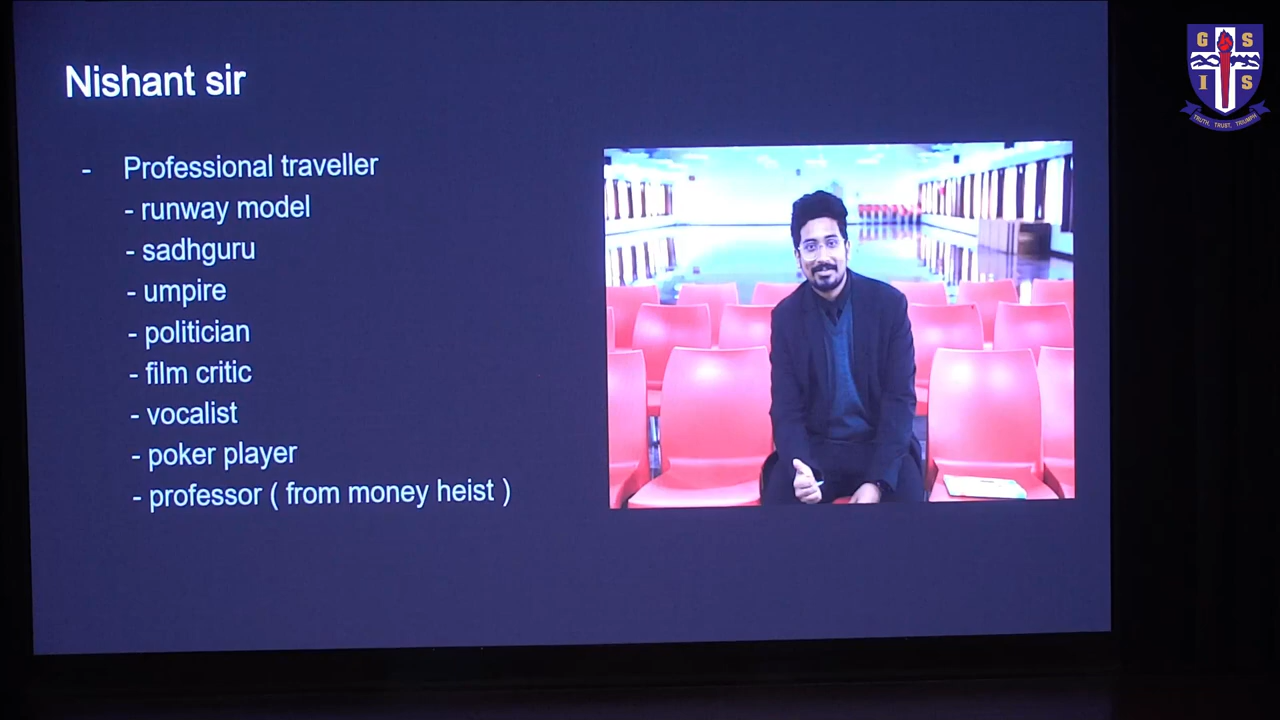 Nishant sir
- Professional traveller
- runway model
- sadhguru
- umpire
- politician
- film critic
- vocalist
- poker player
- professor ( from money heist )
G S
I S
TRUTH, TRUST, TRIUMPH